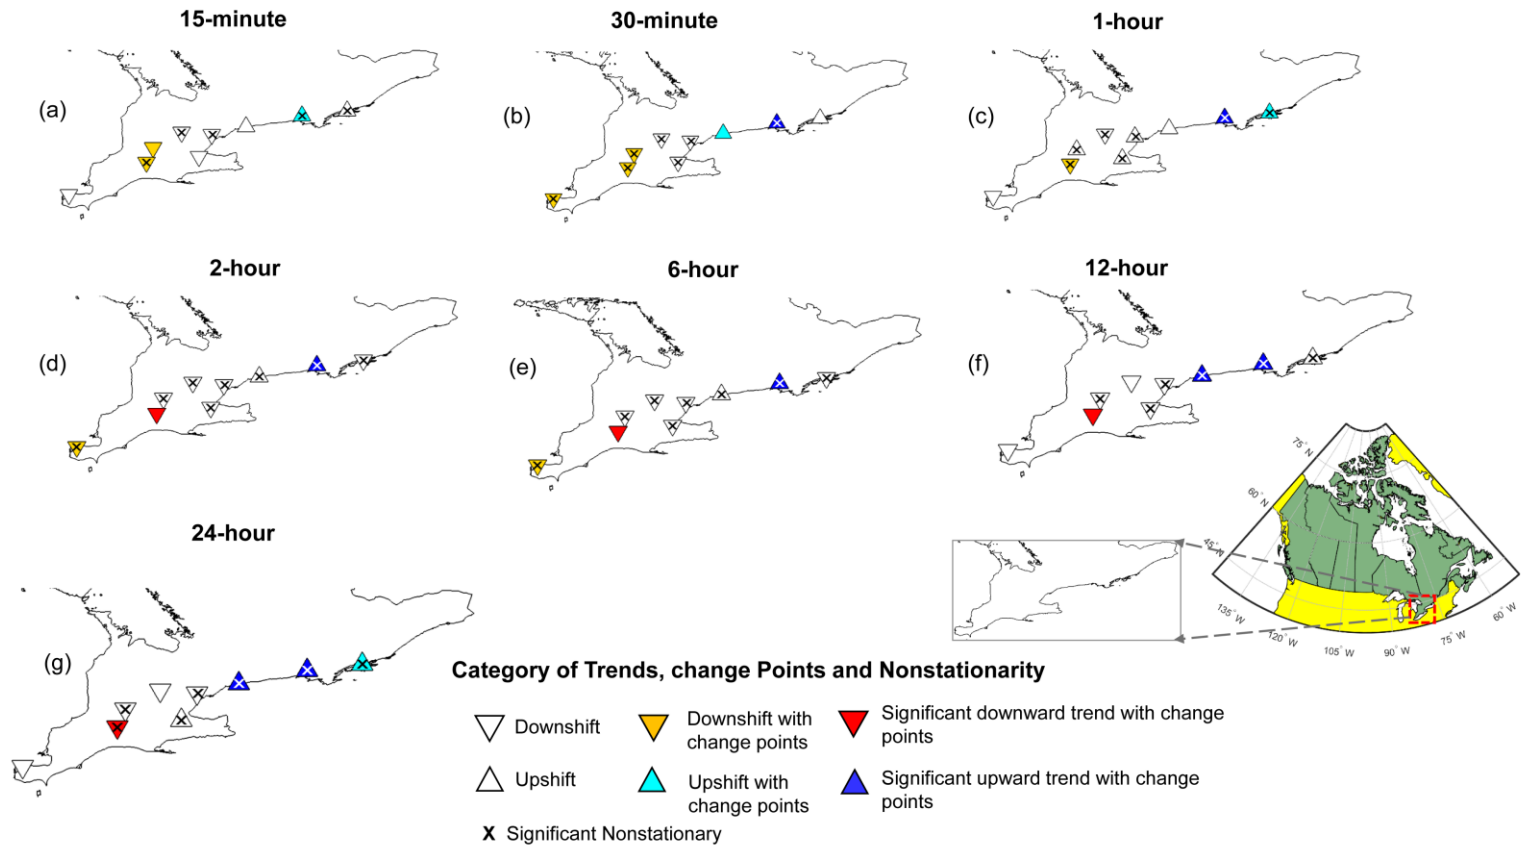 15-minute
30-minute
1-hour
(a)
(b)
(c)
2-hour
6-hour
12-hour
(d)
(e)
(f)
75° N
60° N
45° N
135° W
120° W
105° W
90° W
75° W
60° W
24-hour
(g)
Category of Trends, change Points and Nonstationarity
Downshift
Downshift with
change points
Significant downward trend with change
points
Upshift
Upshift with
change points
Significant upward trend with change
points
X Significant Nonstationary